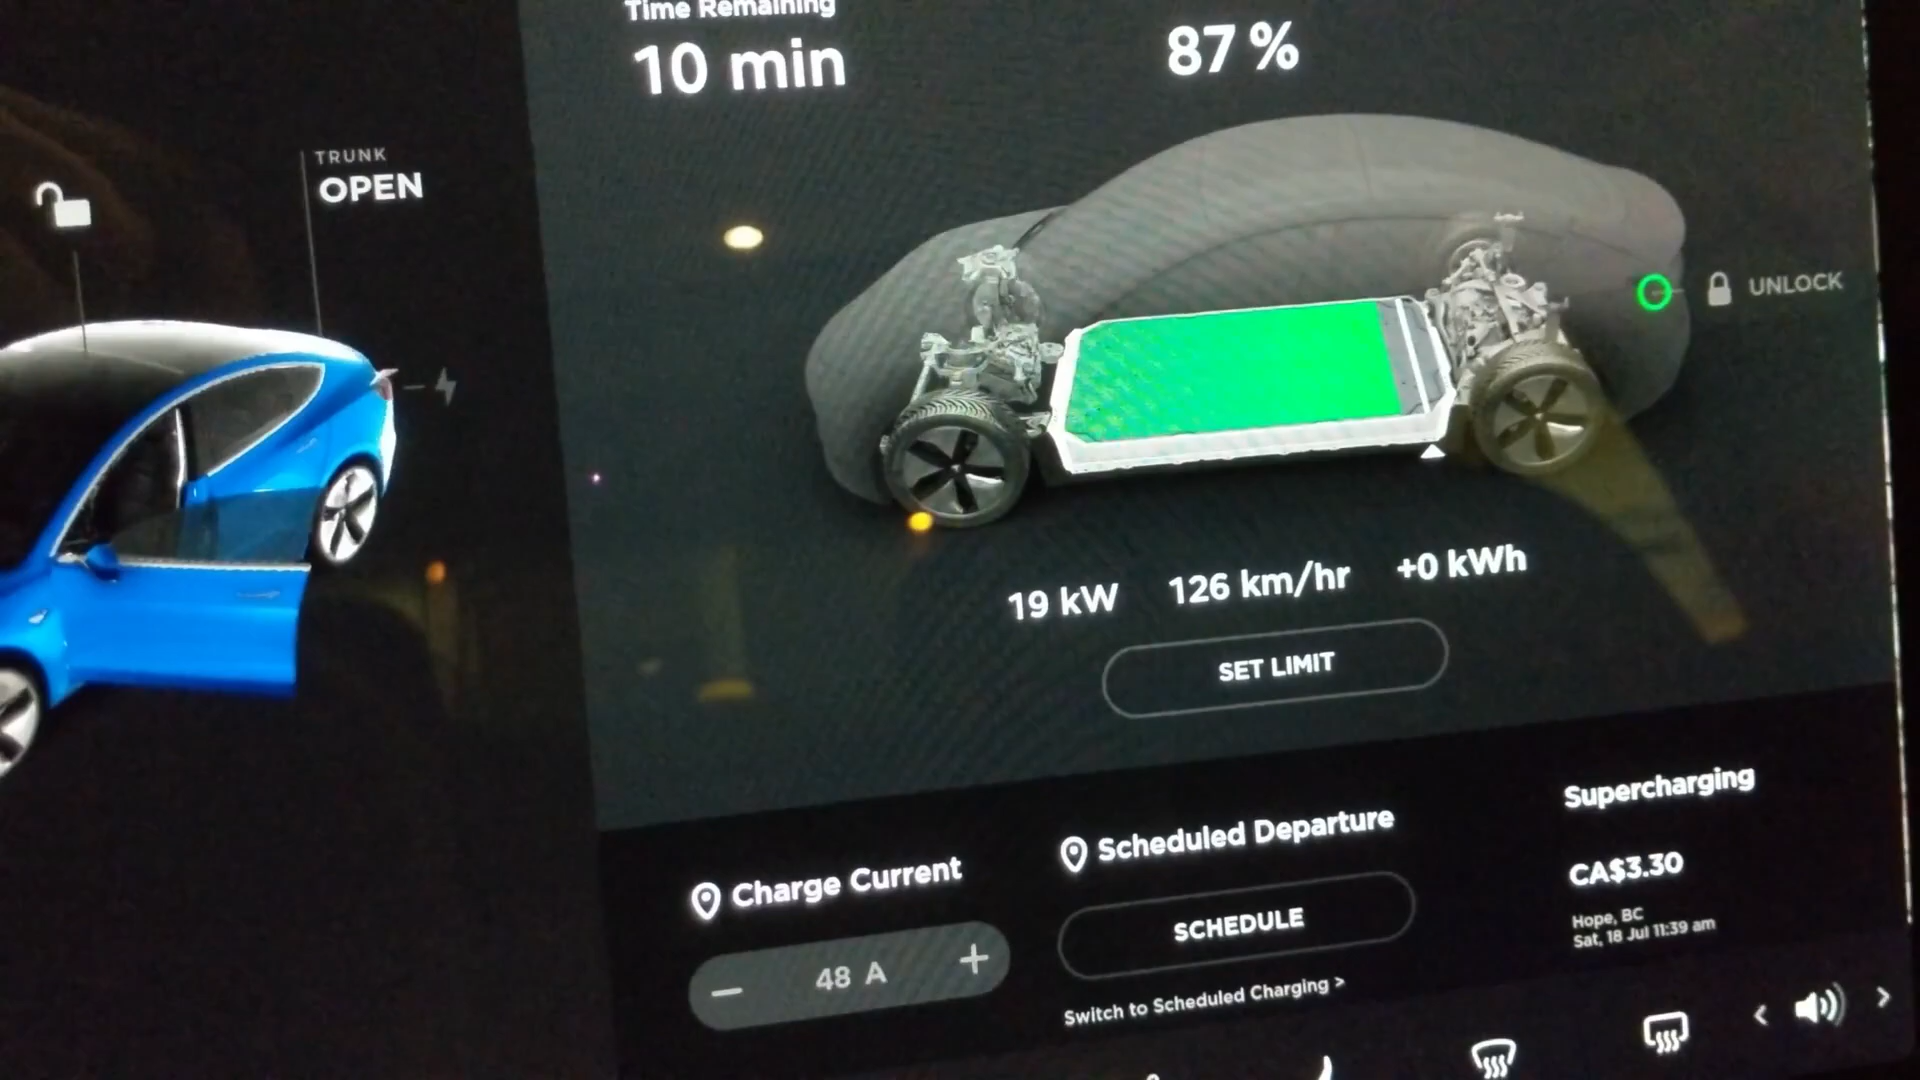 Time Remaining
10 min
87 %
TRUNK
OPEN
UNLOCK
19 kW 126 km/hr +0 kWh
SET LIMIT
Charge Current
48 A
Scheduled Departure
SCHEDULE
Switch to Scheduled Charging >
Supercharging
CA$3.30
Hope, BC
Sat, 18 Jul 11:39 am